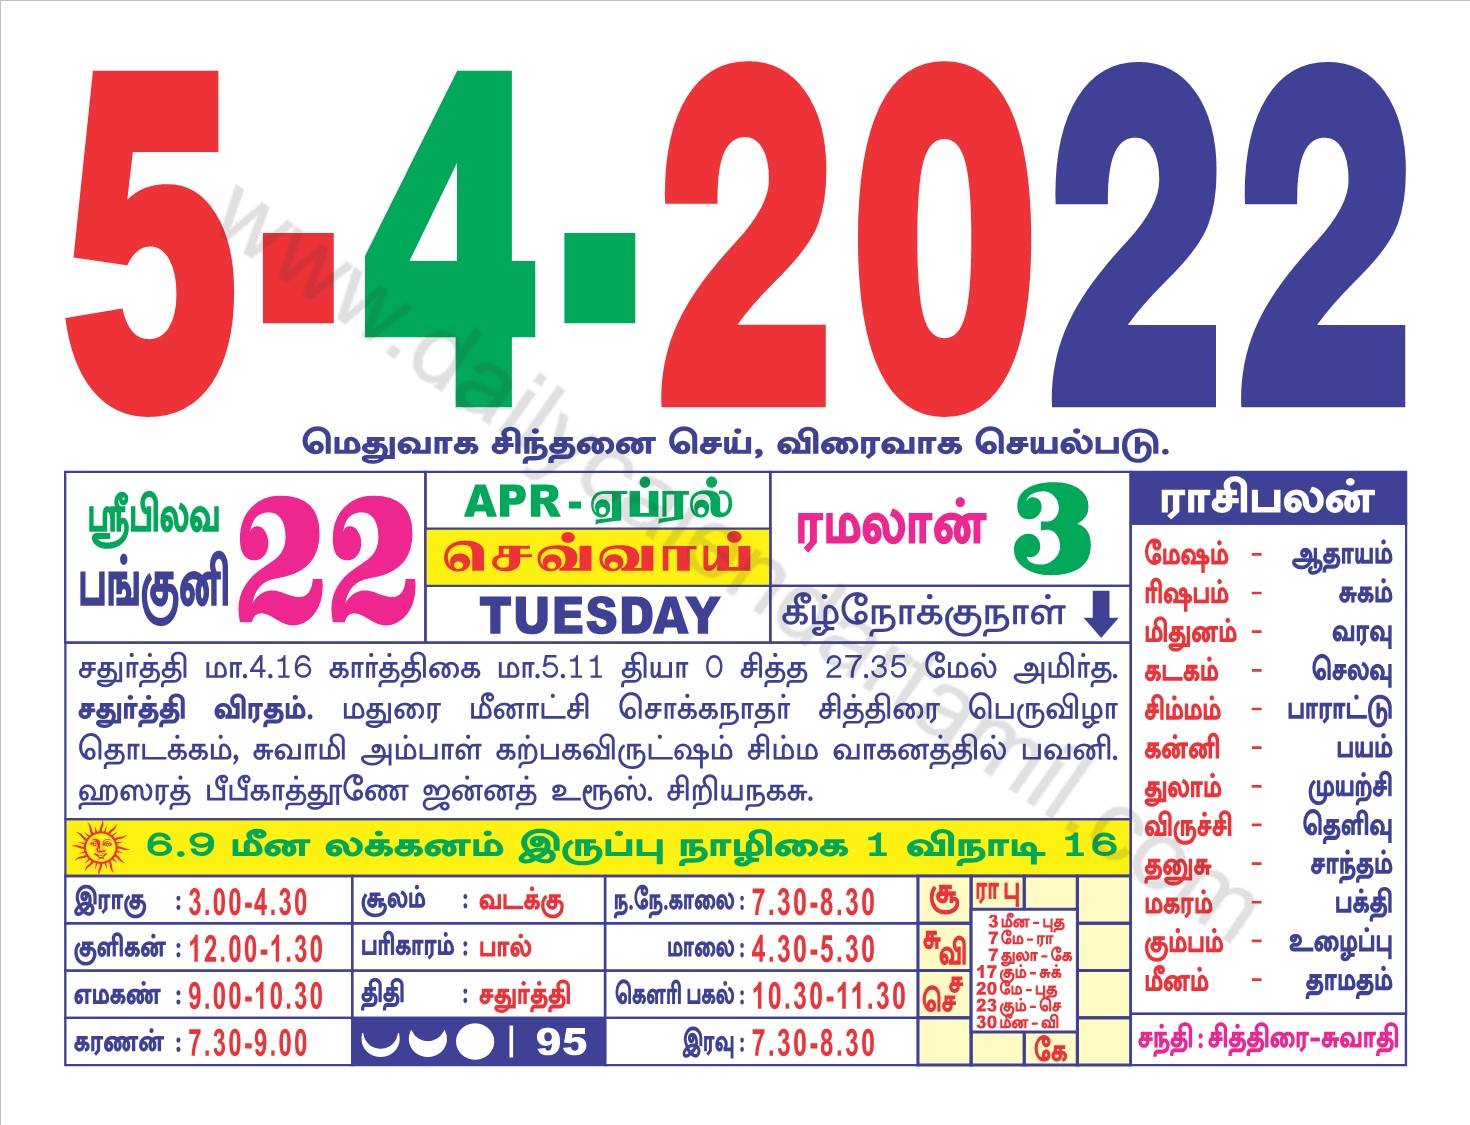 5-4-2022
மெதுவாக சிந்தனை செய், விரைவாக செயல்படு.
ஸ்ரீபிலவ
பங்குனி 22
APR - ஏப்ரல்
செவ்வாய்
TUESDAY
ரமலான் 3
கீழ்நோக்குநாள்
சதுர்த்தி மா.4.16 கார்த்திகை மா.5.11 தியா 0 சித்த 27.35 மேல் அமிர்த.
சதுர்த்தி விரதம். மதுரை மீனாட்சி சொக்கநாதர் சித்திரை பெருவிழா
தொடக்கம், சுவாமி அம்பாள் கற்பகவிருட்ஷம் சிம்ம வாகனத்தில் பவனி.
ஹஸரத் பீபீகாத்தூணே ஜன்னத் உரூஸ். சிறியநகசு.
6.9 மீன லக்கனம் இருப்பு நாழிகை 1 விநாடி 16
இராகு : 3.00-4.30
குளிகன் : 12.00-1.30
எமகண் : 9.00-10.30
கரணன் : 7.30-9.00
சூலம் : வடக்கு
பரிகாரம் : பால்
திதி : சதுர்த்தி
| 95
ந.நே.காலை : 7.30-8.30
மாலை : 4.30-5.30
கௌரி பகல் : 10.30-11.30
இரவு : 7.30-8.30
சூ
ரா பு
சு வி
செ ச
கே
3 மீன - புத
7 மே - ரா
7 துலா - கே
17 கும் - சுக்
20 மே - புத
23 கும் - செ
30 மீன - வி
ராசிபலன்
மேஷம் - ஆதாயம்
ரிஷபம் - சுகம்
மிதுனம் - வரவு
கடகம் - செலவு
சிம்மம் - பாராட்டு
கன்னி - பயம்
துலாம் - முயற்சி
விருச்சி - தெளிவு
தனுசு - சாந்தம்
மகரம் - பக்தி
கும்பம் - உழைப்பு
மீனம் - தாமதம்
சந்தி : சித்திரை-சுவாதி
www.dailycalendartamil.com